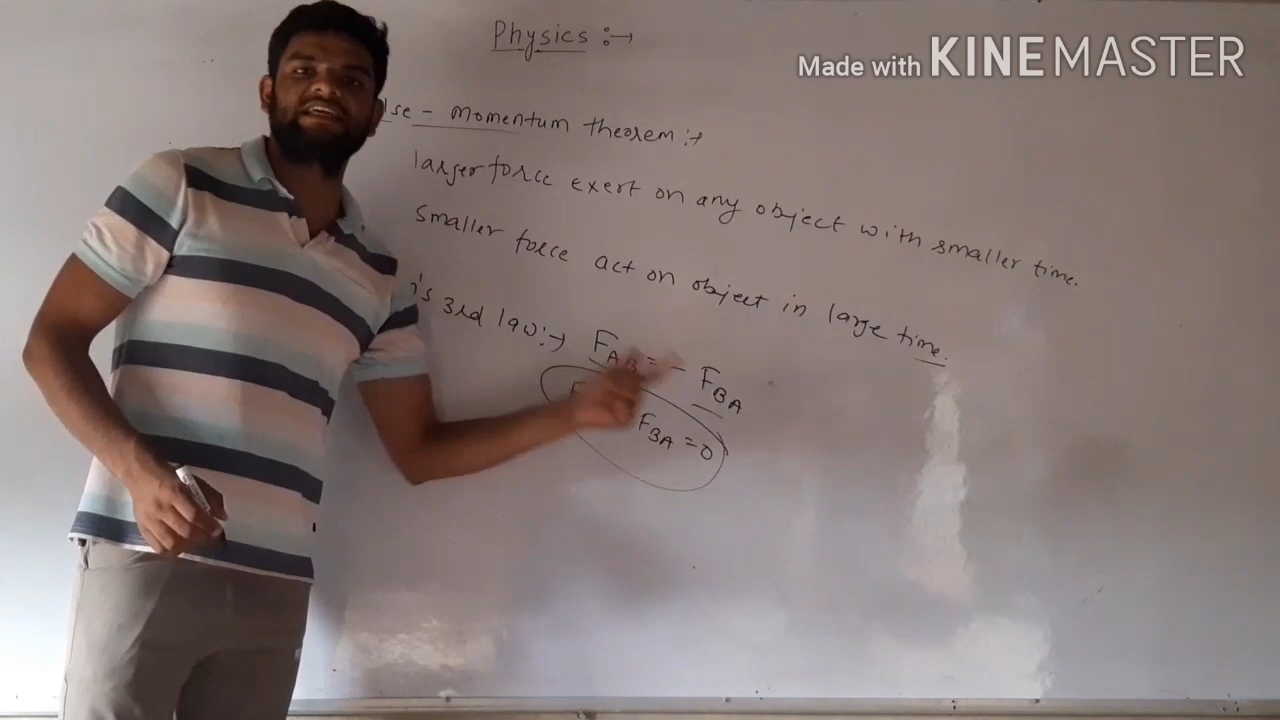 Physics :→
Made with KINEMASTER
lse - momentum theorem :→
larger force exert on any object with smaller time.
smaller force act on object in large time.
's 3rd law :→ FAB = - FBA
F FBA = 0